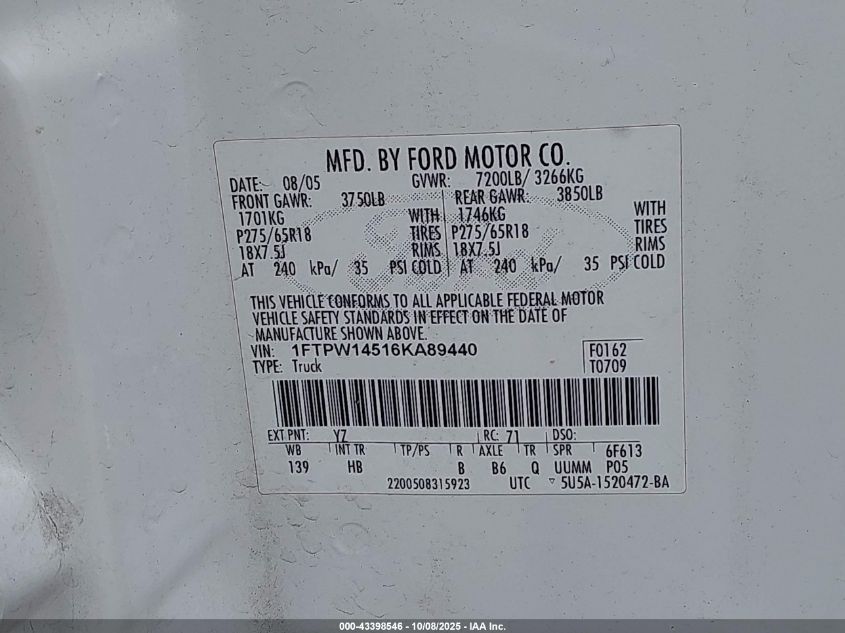 MFD. BY FORD MOTOR CO.
DATE: 08/05 GVWR: 7200LB/ 3266KG
FRONT GAWR: 3750LB REAR GAWR: 3850LB
1701KG WITH 1746KG WITH
P275/65R18 TIRES P275/65R18 TIRES
18X7.5J RIMS 18X7.5J RIMS
AT 240 kPa/ 35 PSI COLD AT 240 kPa/ 35 PSI COLD
THIS VEHICLE CONFORMS TO ALL APPLICABLE FEDERAL MOTOR
VEHICLE SAFETY STANDARDS IN EFFECT ON THE DATE OF
MANUFACTURE SHOWN ABOVE.
VIN: 1FTPW14516KA89440 F0162
TYPE: Truck T0709
EXT PNT: YZ RC: 71 DSO:
WB INT TR TP/PS R AXLE TR SPR 6F613
139 HB B B6 Q UUMM P05
2200508315923 UTC ▽ 5U5A-1520472-BA
000-43398546 - 10/08/2025 - IAA Inc.